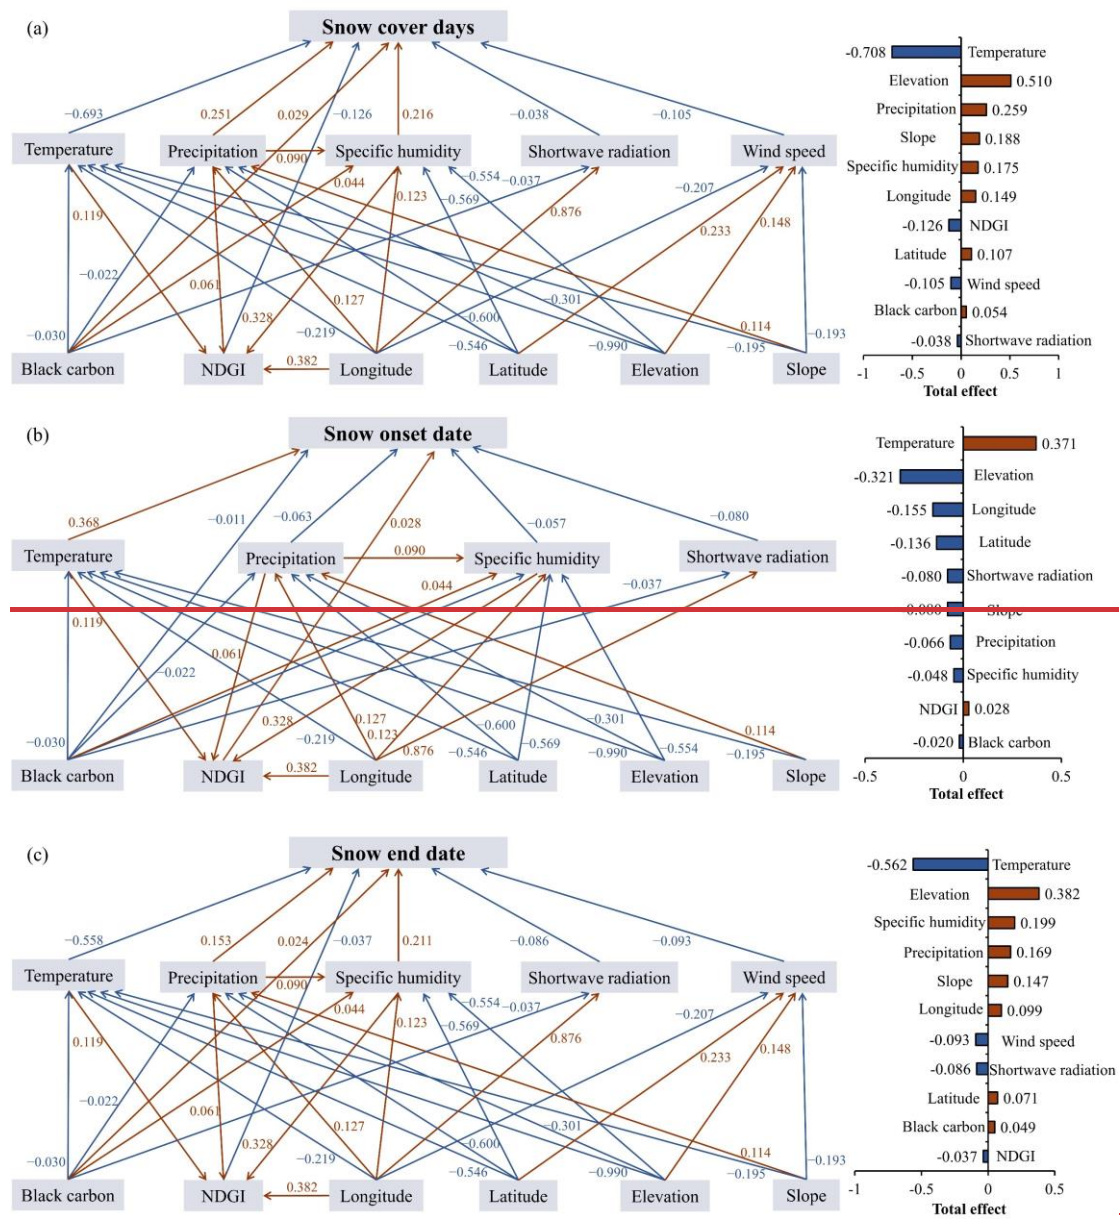 (a)
Snow cover days
−0.693
0.251
0.029
−0.126
0.216
−0.038
−0.105
Temperature
Precipitation
0.090
Specific humidity
Shortwave radiation
Wind speed
0.119
0.044
0.123
−0.554
−0.037
−0.569
0.876
−0.207
0.233
0.148
−0.022
0.061
0.328
0.127
−0.301
−0.600
−0.030
−0.219
−0.546
−0.990
0.114
−0.195
−0.193
Black carbon
NDGI
0.382
Longitude
Latitude
Elevation
Slope
-0.708 Temperature
Elevation 0.510
Precipitation 0.259
Slope 0.188
Specific humidity 0.175
Longitude 0.149
-0.126 NDGI
Latitude 0.107
-0.105 Wind speed
Black carbon 0.054
-0.038 Shortwave radiation
-1 -0.5 0 0.5 1
Total effect
(b)
Snow onset date
0.368
−0.011
−0.063
0.028
−0.057
−0.080
Temperature
Precipitation
0.090
Specific humidity
Shortwave radiation
0.119
−0.022
0.061
0.044
−0.037
0.328
0.127
0.123
−0.600
−0.301
0.114
−0.030
−0.219
0.876
−0.546
−0.569
−0.990
−0.554
−0.195
Black carbon
NDGI
0.382
Longitude
Latitude
Elevation
Slope
Temperature 0.371
-0.321 Elevation
-0.155 Longitude
-0.136 Latitude
-0.080 Shortwave radiation
Slope
-0.066 Precipitation
-0.048 Specific humidity
NDGI 0.028
-0.020 Black carbon
-0.5 0 0.5
Total effect
(c)
Snow end date
−0.558
0.153
0.024
−0.037
0.211
−0.086
−0.093
Temperature
Precipitation
0.090
Specific humidity
Shortwave radiation
Wind speed
0.119
0.044
0.123
−0.554
−0.037
−0.569
0.876
−0.207
0.233
0.148
−0.022
0.061
0.328
0.127
−0.301
−0.600
−0.030
−0.219
−0.546
−0.990
0.114
−0.195
−0.193
Black carbon
NDGI
0.382
Longitude
Latitude
Elevation
Slope
-0.562 Temperature
Elevation 0.382
Specific humidity 0.199
Precipitation 0.169
Slope 0.147
Longitude 0.099
-0.093 Wind speed
-0.086 Shortwave radiation
Latitude 0.071
Black carbon 0.049
-0.037 NDGI
-1 -0.5 0 0.5
Total effect